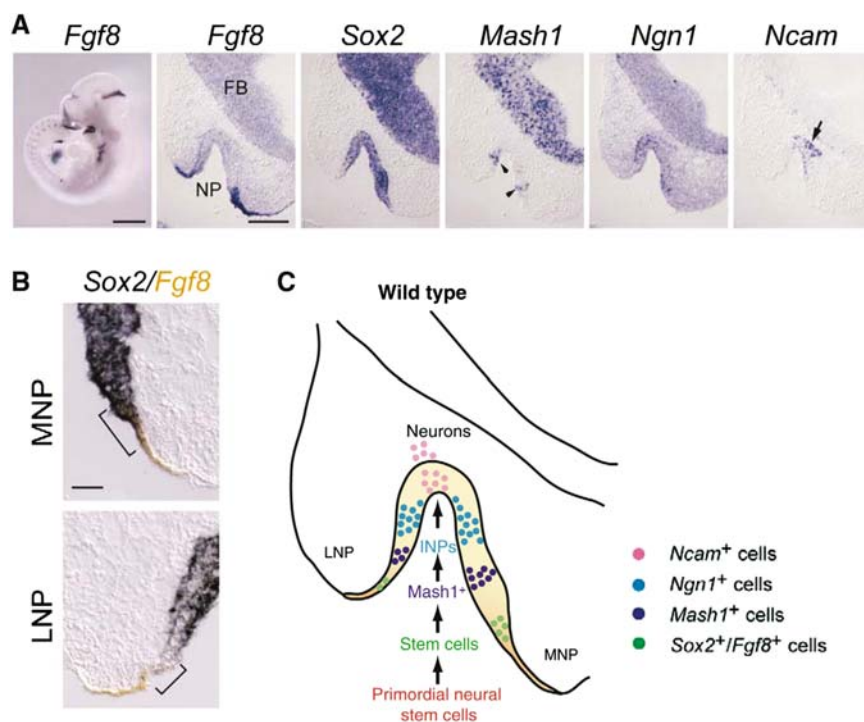 A
Fgf8 Fgf8 Sox2 Mash1 Ngn1 Ncam
FB
NP
B
Sox2/Fgf8
MNP
LNP
C
Wild type
Neurons
LNP
INPs
Mash1+
Stem cells
MNP
Primordial neural
stem cells
Ncam+ cells
Ngn1+ cells
Mash1+ cells
Sox2+/Fgf8+ cells